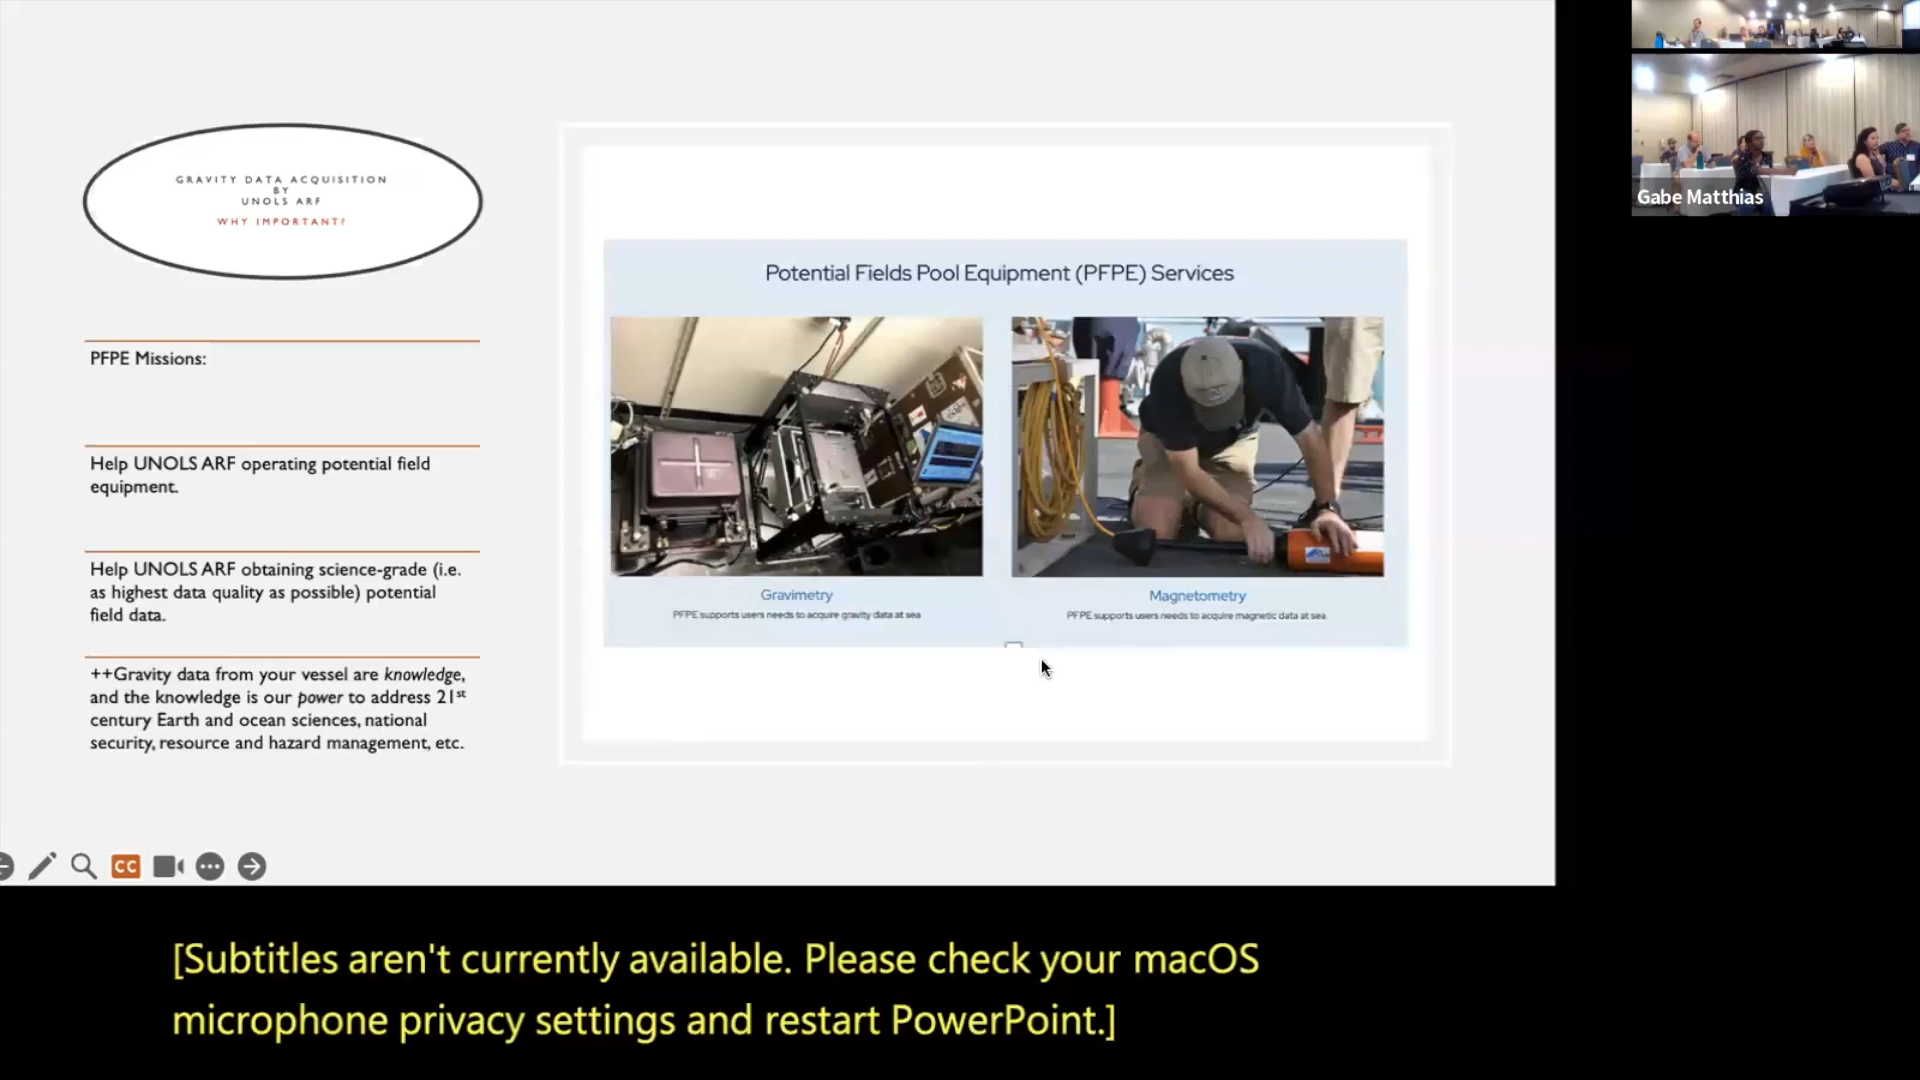 GRAVITY DATA ACQUISITION
BY
UNOLS ARF
WHY IMPORTANT?
PFPE Missions:
Help UNOLS ARF operating potential field
equipment.
Help UNOLS ARF obtaining science-grade (i.e.
as highest data quality as possible) potential
field data.
++Gravity data from your vessel are knowledge,
and the knowledge is our power to address 21st
century Earth and ocean sciences, national
security, resource and hazard management, etc.
Potential Fields Pool Equipment (PFPE) Services
Gravimetry
PFPE supports users needs to acquire gravity data at sea
Magnetometry
PFPE supports users needs to acquire magnetic data at sea.
CC
Gabe Matthias
[Subtitles aren't currently available. Please check your macOS
microphone privacy settings and restart PowerPoint.]